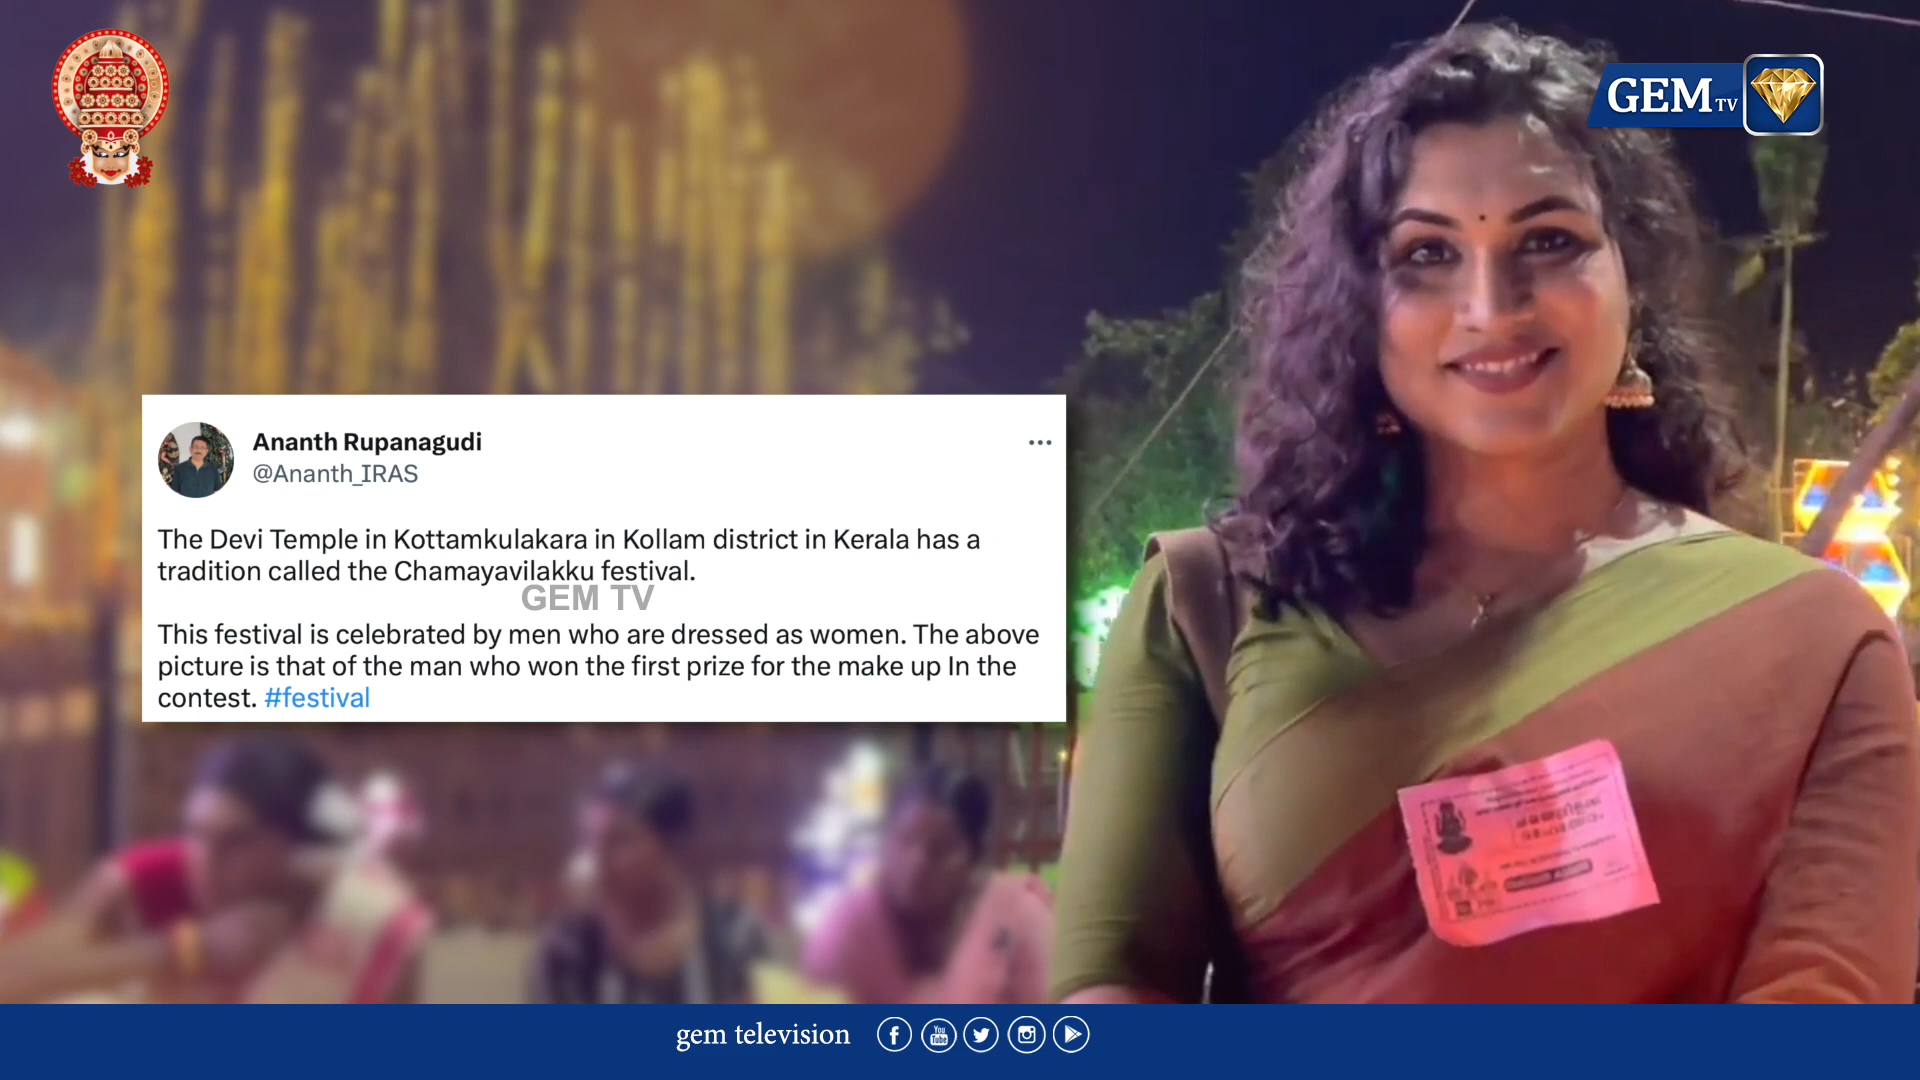 GEM TV
Ananth Rupanagudi
@Ananth_IRAS
The Devi Temple in Kottamkulakara in Kollam district in Kerala has a
tradition called the Chamayavilakku festival.
GEM TV
This festival is celebrated by men who are dressed as women. The above
picture is that of the man who won the first prize for the make up In the
contest. #festival
gem television
You
Tube